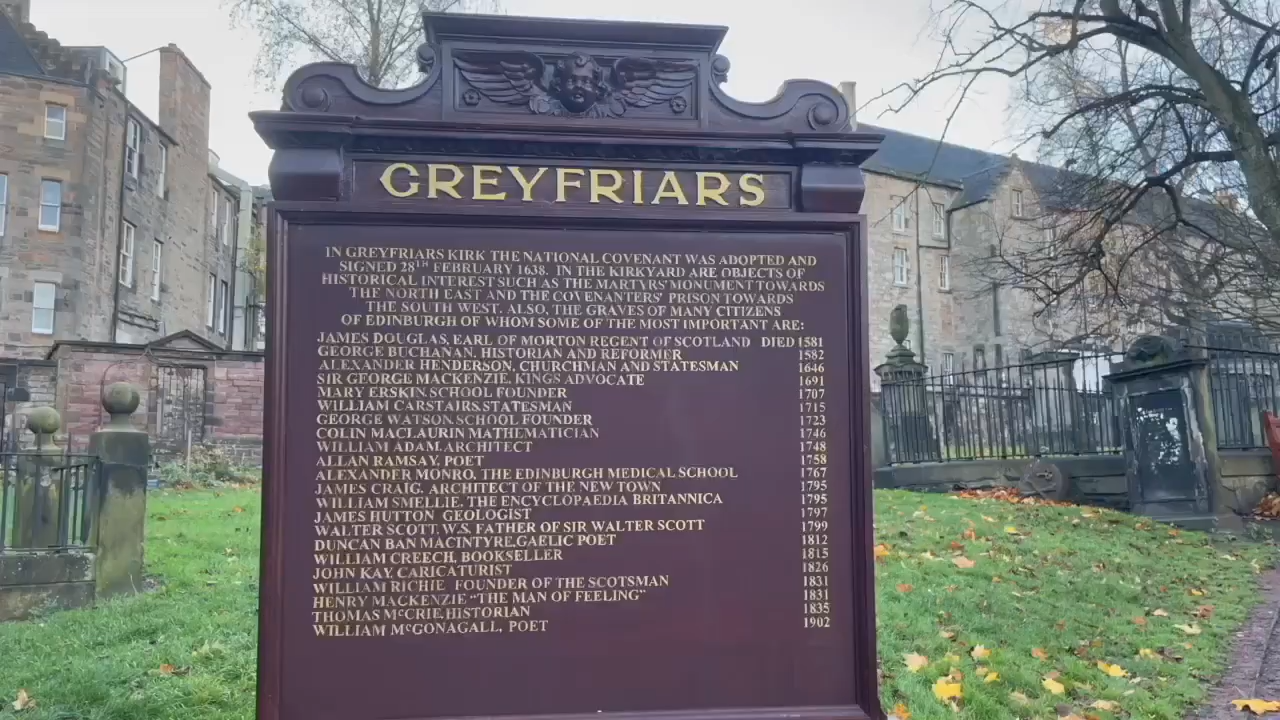 GREYFRIARS
IN GREYFRIARS KIRK THE NATIONAL COVENANT WAS ADOPTED AND
SIGNED 28TH FEBRUARY 1638. IN THE KIRKYARD ARE OBJECTS OF
HISTORICAL INTEREST SUCH AS THE MARTYRS' MONUMENT TOWARDS
THE NORTH EAST AND THE COVENANTERS' PRISON TOWARDS
THE SOUTH WEST. ALSO, THE GRAVES OF MANY CITIZENS
OF EDINBURGH OF WHOM SOME OF THE MOST IMPORTANT ARE:
JAMES DOUGLAS, EARL OF MORTON REGENT OF SCOTLAND DIED 1581
GEORGE BUCHANAN, HISTORIAN AND REFORMER 1582
ALEXANDER HENDERSON, CHURCHMAN AND STATESMAN 1646
SIR GEORGE MACKENZIE, KINGS ADVOCATE 1691
MARY ERSKIN SCHOOL FOUNDER 1707
WILLIAM CARSTAIRS STATESMAN 1715
GEORGE WATSON SCHOOL FOUNDER 1723
COLIN MACLAURIN MATHEMATICIAN 1746
WILLIAM ADAM, ARCHITECT 1748
ALLAN RAMSAY, POET 1758
ALEXANDER MONRO, THE EDINBURGH MEDICAL SCHOOL 1767
JAMES CRAIG, ARCHITECT OF THE NEW TOWN 1795
WILLIAM SMELLIE, THE ENCYCLOPAEDIA BRITANNICA 1795
JAMES HUTTON GEOLOGIST 1797
WALTER SCOTT, W.S. FATHER OF SIR WALTER SCOTT 1799
DUNCAN BAN MACINTYRE, GAELIC POET 1812
WILLIAM CREECH, BOOKSELLER 1815
JOHN KAY, CARICATURIST 1826
WILLIAM RICHIE FOUNDER OF THE SCOTSMAN 1831
HENRY MACKENZIE "THE MAN OF FEELING" 1831
THOMAS McCRIE, HISTORIAN 1835
WILLIAM McGONAGALL, POET 1902